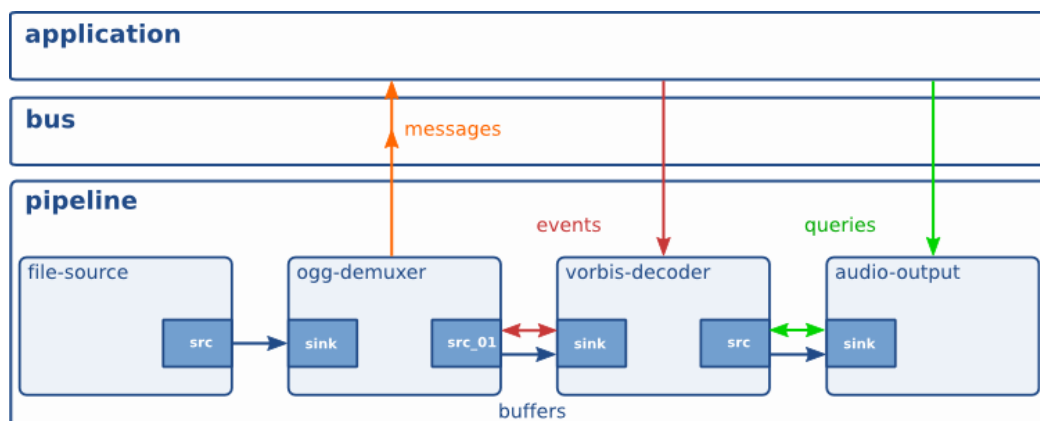 application
bus
messages
pipeline
events
queries
file-source
ogg-demuxer
vorbis-decoder
audio-output
src
sink
src_01
sink
src
sink
buffers